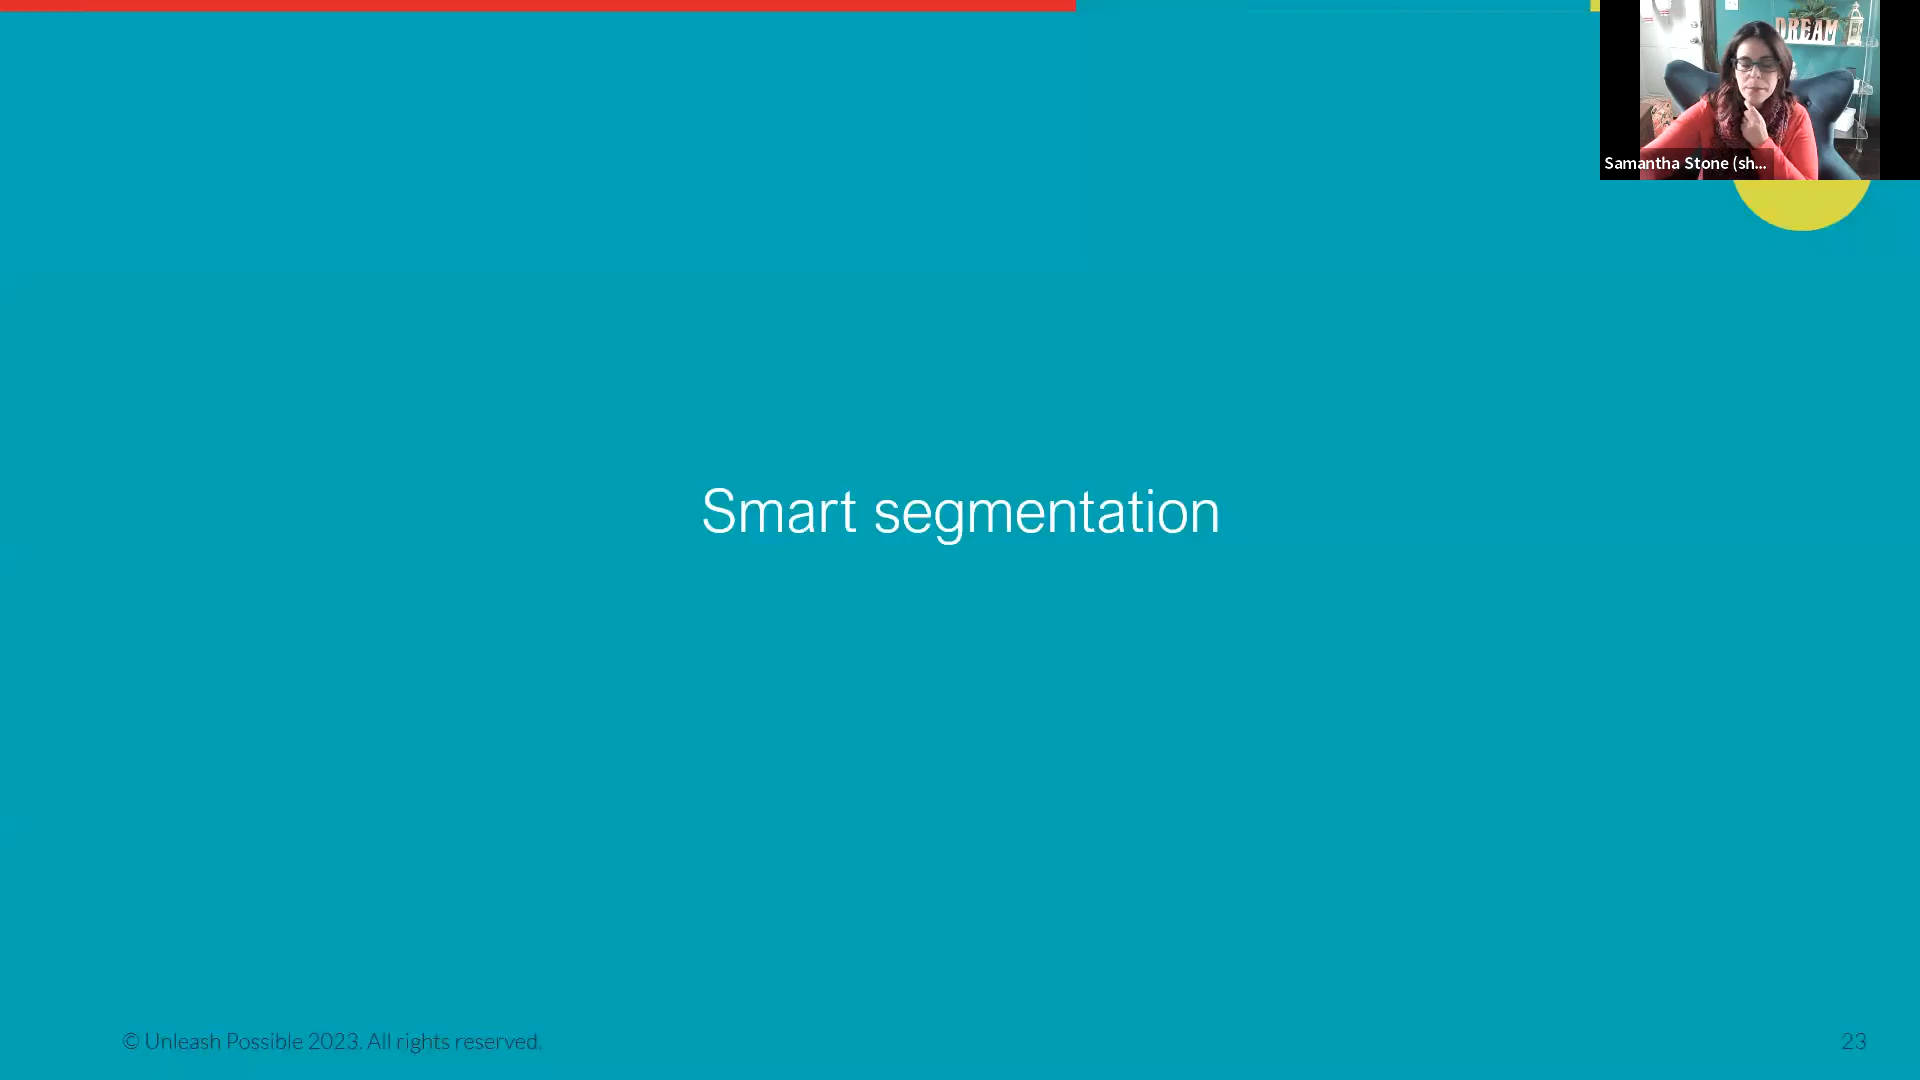 DREAM
Samantha Stone (sh...
Smart segmentation
© Unleash Possible 2023. All rights reserved.
23